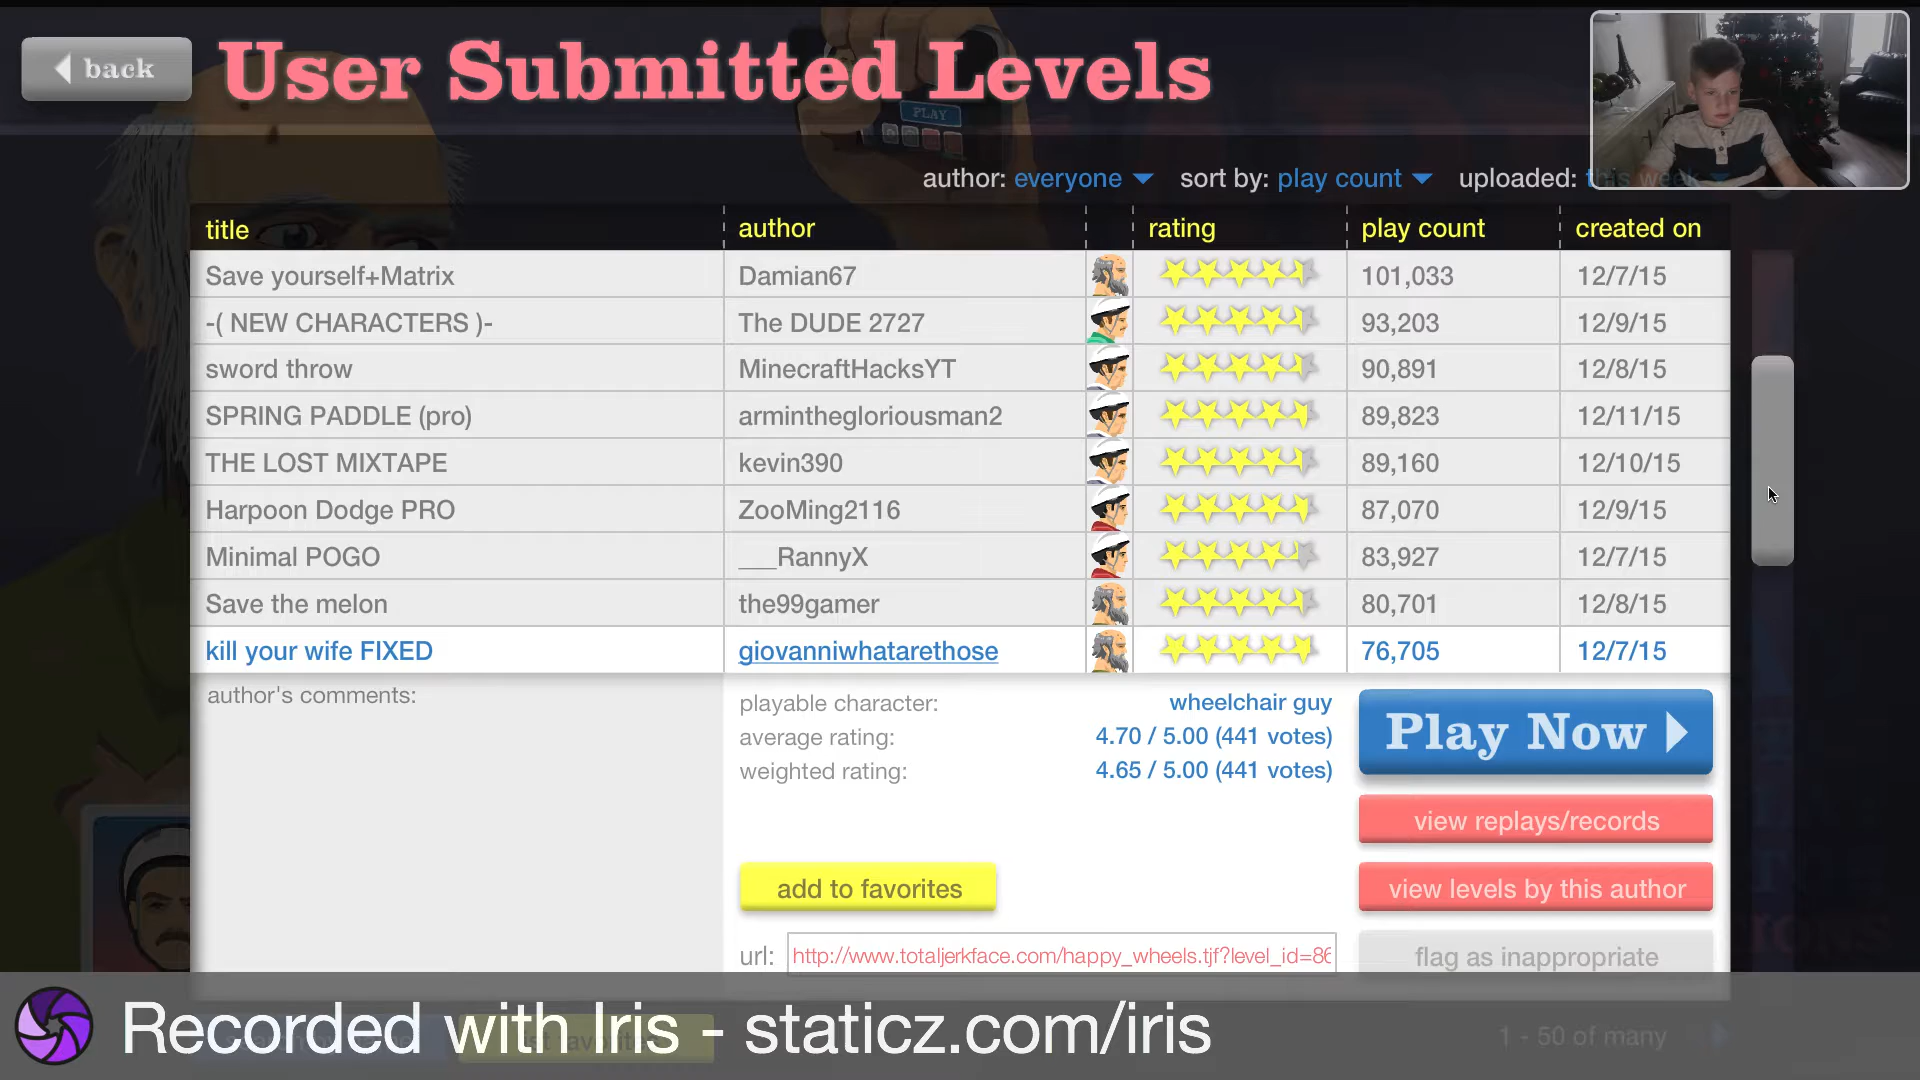 back
User Submitted Levels
PLAY
author: everyone sort by: play count uploaded: this week
title author rating play count created on
Save yourself+Matrix Damian67 101,033 12/7/15
-( NEW CHARACTERS )- The DUDE 2727 93,203 12/9/15
sword throw MinecraftHacksYT 90,891 12/8/15
SPRING PADDLE (pro) arminthegloriousman2 89,823 12/11/15
THE LOST MIXTAPE kevin390 89,160 12/10/15
Harpoon Dodge PRO ZooMing2116 87,070 12/9/15
Minimal POGO ___RannyX 83,927 12/7/15
Save the melon the99gamer 80,701 12/8/15
kill your wife FIXED giovanniwhatarethose 76,705 12/7/15
author's comments:
playable character: wheelchair guy
average rating: 4.70 / 5.00 (441 votes)
weighted rating: 4.65 / 5.00 (441 votes)
Play Now
view replays/records
add to favorites
view levels by this author
url: http://www.totaljerkface.com/happy_wheels.tjf?level_id=86
flag as inappropriate
Recorded with Iris - staticz.com/iris
1 - 50 of many